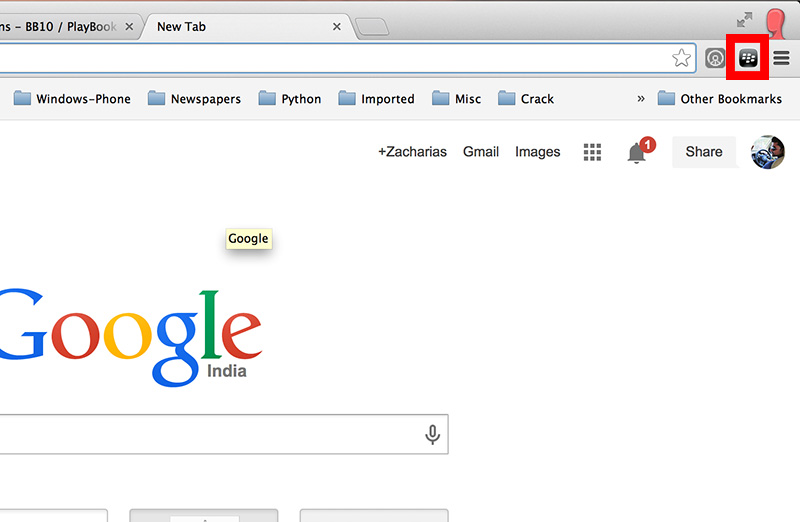 ns - BB10 / PlayBook
New Tab
Windows-Phone Newspapers Python Imported Misc Crack » Other Bookmarks
+Zacharias Gmail Images 1 Share
Google
Google
India